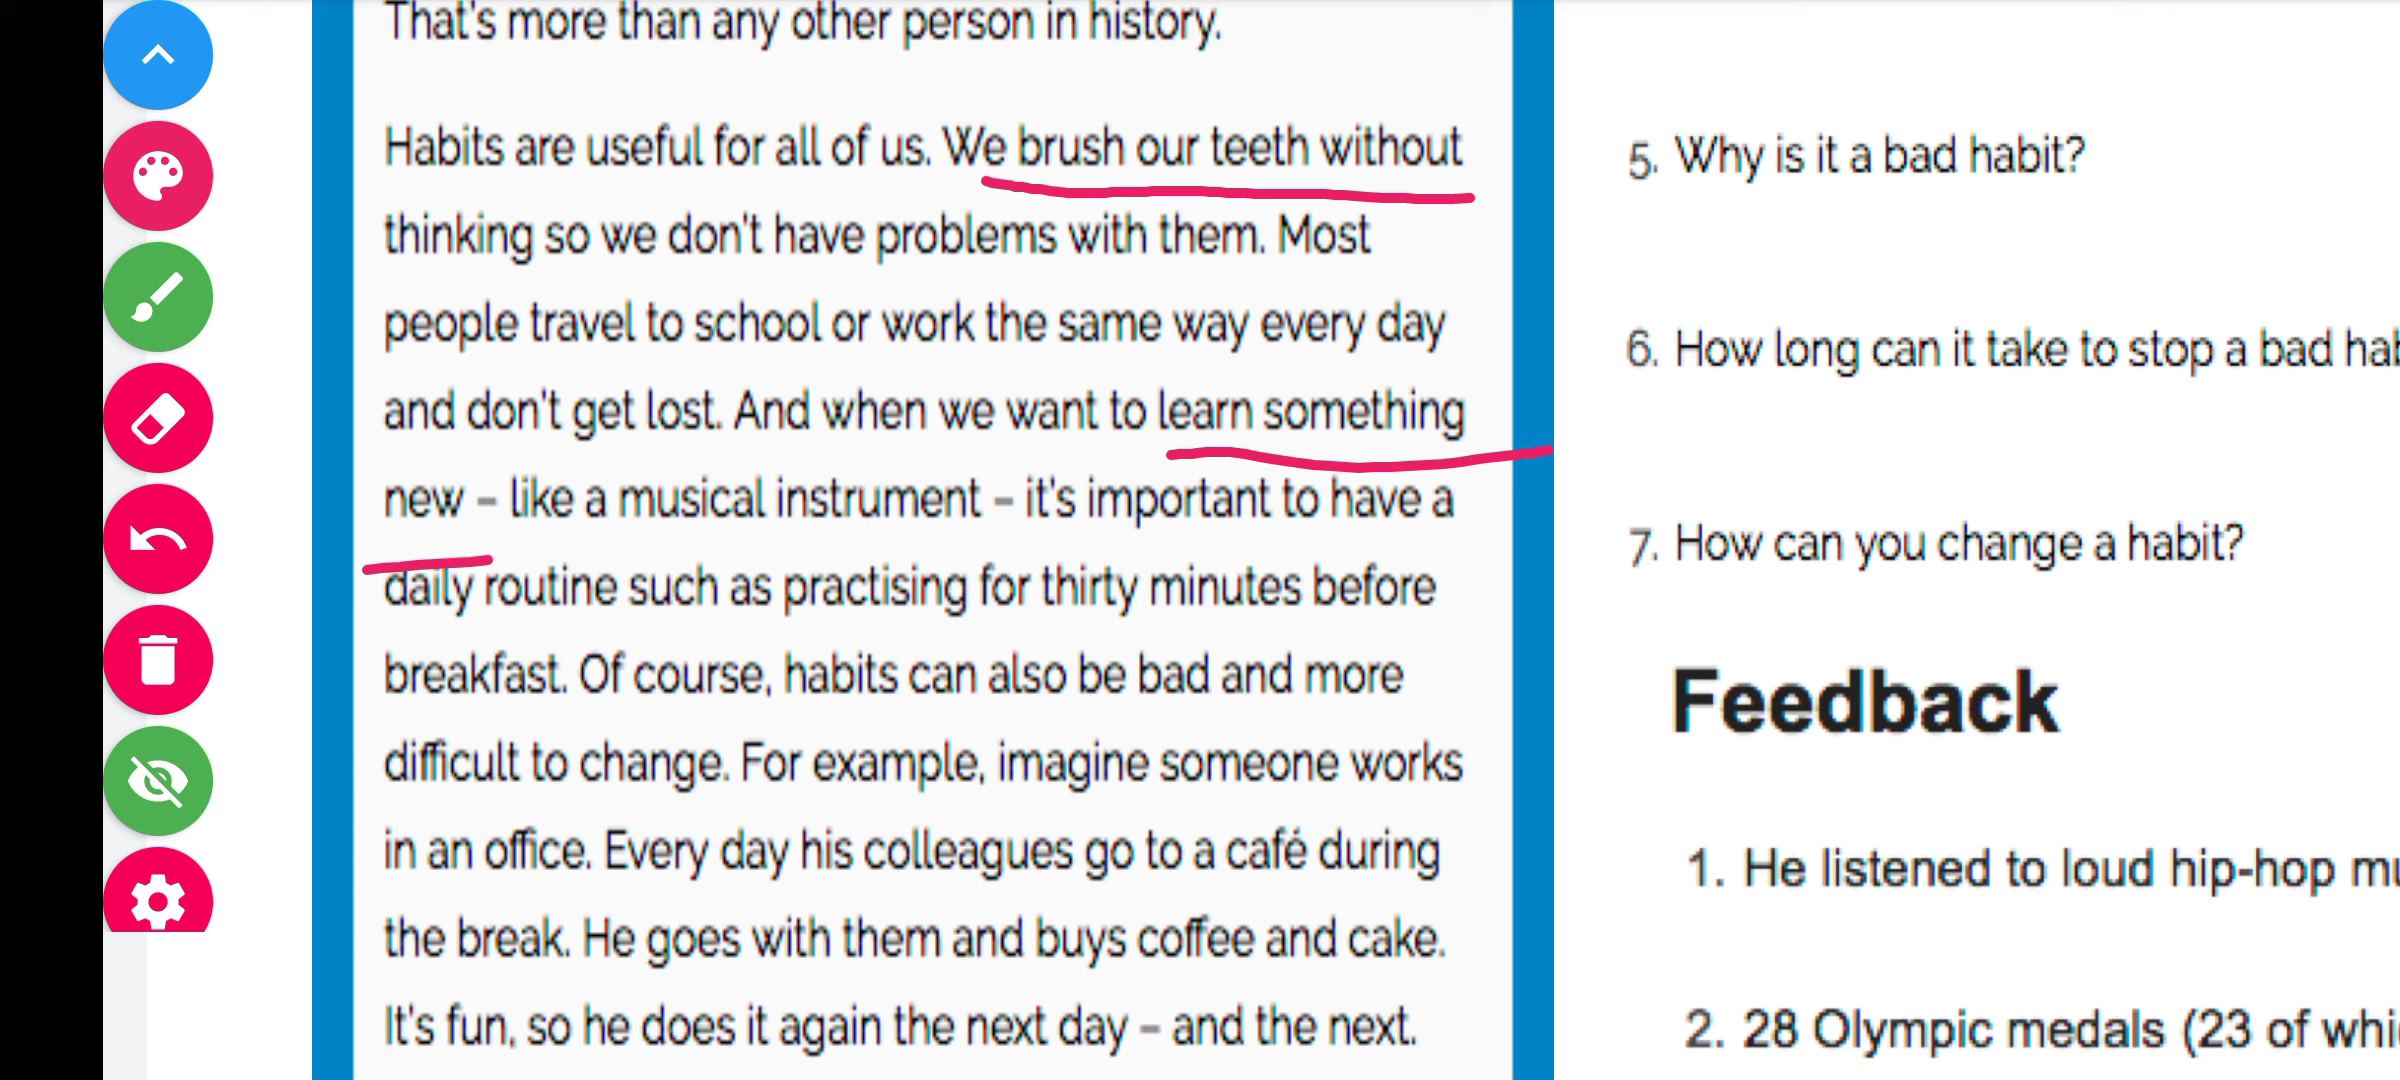 That's more than any other person in history.
Habits are useful for all of us. We brush our teeth without
thinking so we don't have problems with them. Most
people travel to school or work the same way every day
and don't get lost. And when we want to learn something
new – like a musical instrument – it's important to have a
daily routine such as practising for thirty minutes before
breakfast. Of course, habits can also be bad and more
difficult to change. For example, imagine someone works
in an office. Every day his colleagues go to a café during
the break. He goes with them and buys coffee and cake.
It's fun, so he does it again the next day – and the next.
5. Why is it a bad habit?
6. How long can it take to stop a bad
7. How can you change a habit?
Feedback
1. He listened to loud hip-hop
2. 28 Olympic medals (23 of